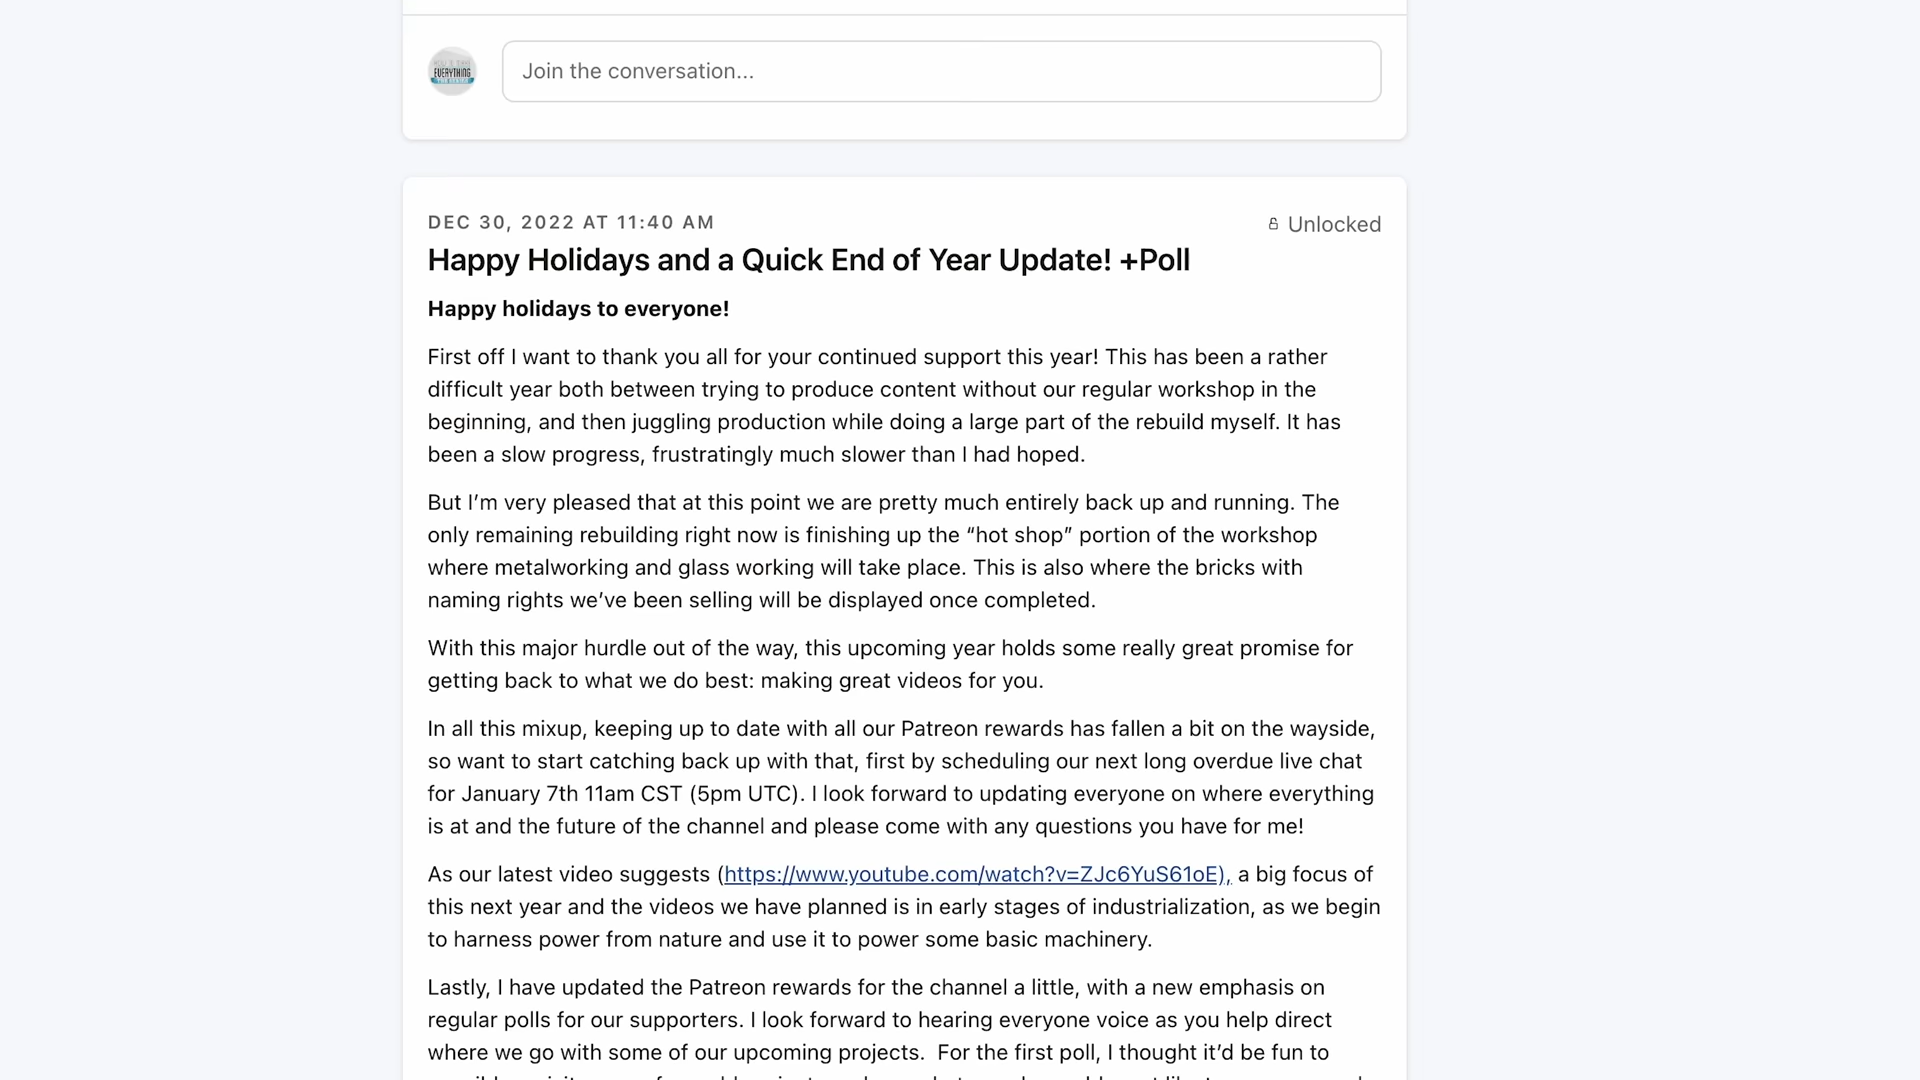 EVERYTHING
Join the conversation...
DEC 30, 2022 AT 11:40 AM
Unlocked
Happy Holidays and a Quick End of Year Update! +Poll
Happy holidays to everyone!
First off I want to thank you all for your continued support this year! This has been a rather
difficult year both between trying to produce content without our regular workshop in the
beginning, and then juggling production while doing a large part of the rebuild myself. It has
been a slow progress, frustratingly much slower than I had hoped.
But I’m very pleased that at this point we are pretty much entirely back up and running. The
only remaining rebuilding right now is finishing up the “hot shop” portion of the workshop
where metalworking and glass working will take place. This is also where the bricks with
naming rights we’ve been selling will be displayed once completed.
With this major hurdle out of the way, this upcoming year holds some really great promise for
getting back to what we do best: making great videos for you.
In all this mixup, keeping up to date with all our Patreon rewards has fallen a bit on the wayside,
so want to start catching back up with that, first by scheduling our next long overdue live chat
for January 7th 11am CST (5pm UTC). I look forward to updating everyone on where everything
is at and the future of the channel and please come with any questions you have for me!
As our latest video suggests (https://www.youtube.com/watch?v=ZJc6YuS61oE), a big focus of
this next year and the videos we have planned is in early stages of industrialization, as we begin
to harness power from nature and use it to power some basic machinery.
Lastly, I have updated the Patreon rewards for the channel a little, with a new emphasis on
regular polls for our supporters. I look forward to hearing everyone voice as you help direct
where we go with some of our upcoming projects.  For the first poll, I thought it’d be fun to